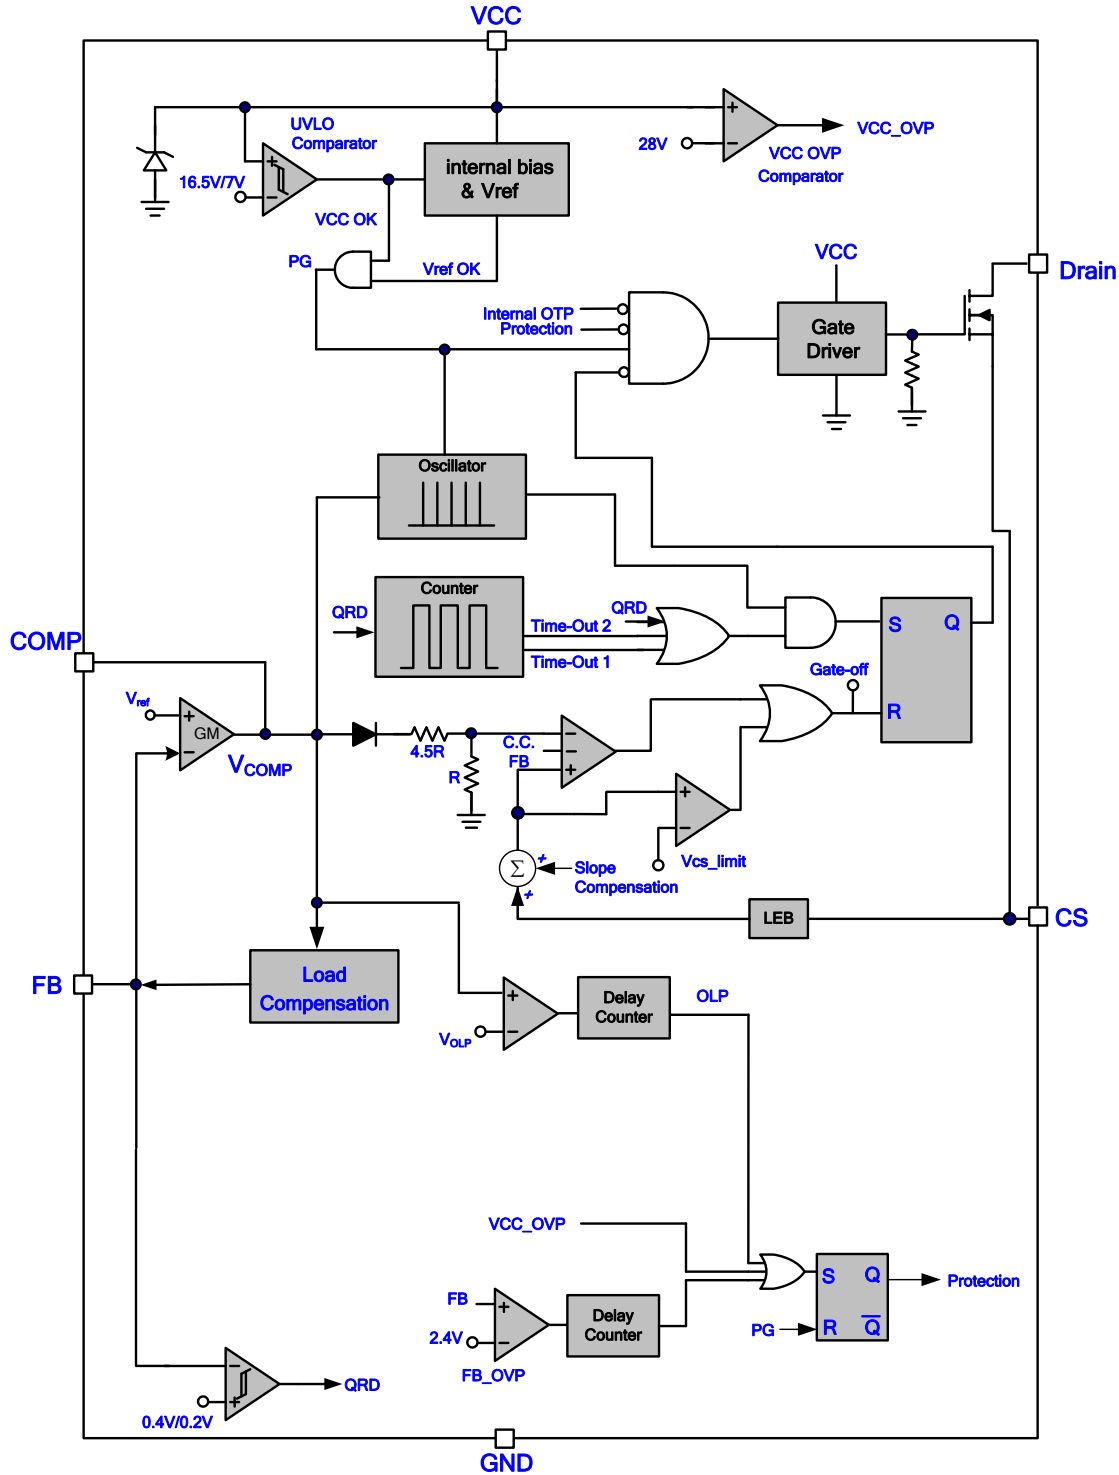 VCC
UVLO
Comparator
16.5V/7V
VCC OK
internal bias
& Vref
28V
VCC_OVP
VCC OVP
Comparator
PG
Vref OK
VCC
Drain
Internal OTP
Protection
Gate
Driver
Oscillator
Counter
QRD
Time-Out 2
Time-Out 1
QRD
S
Q
R
Gate-off
COMP
Vref
GM
VCOMP
4.5R
R
C.C.
FB
Vcs_limit
Σ
Slope
Compensation
LEB
CS
FB
Load
Compensation
VOLP
Delay
Counter
OLP
VCC_OVP
FB
2.4V
FB_OVP
Delay
Counter
S
Q
PG
R
Q̅
Protection
QRD
0.4V/0.2V
GND